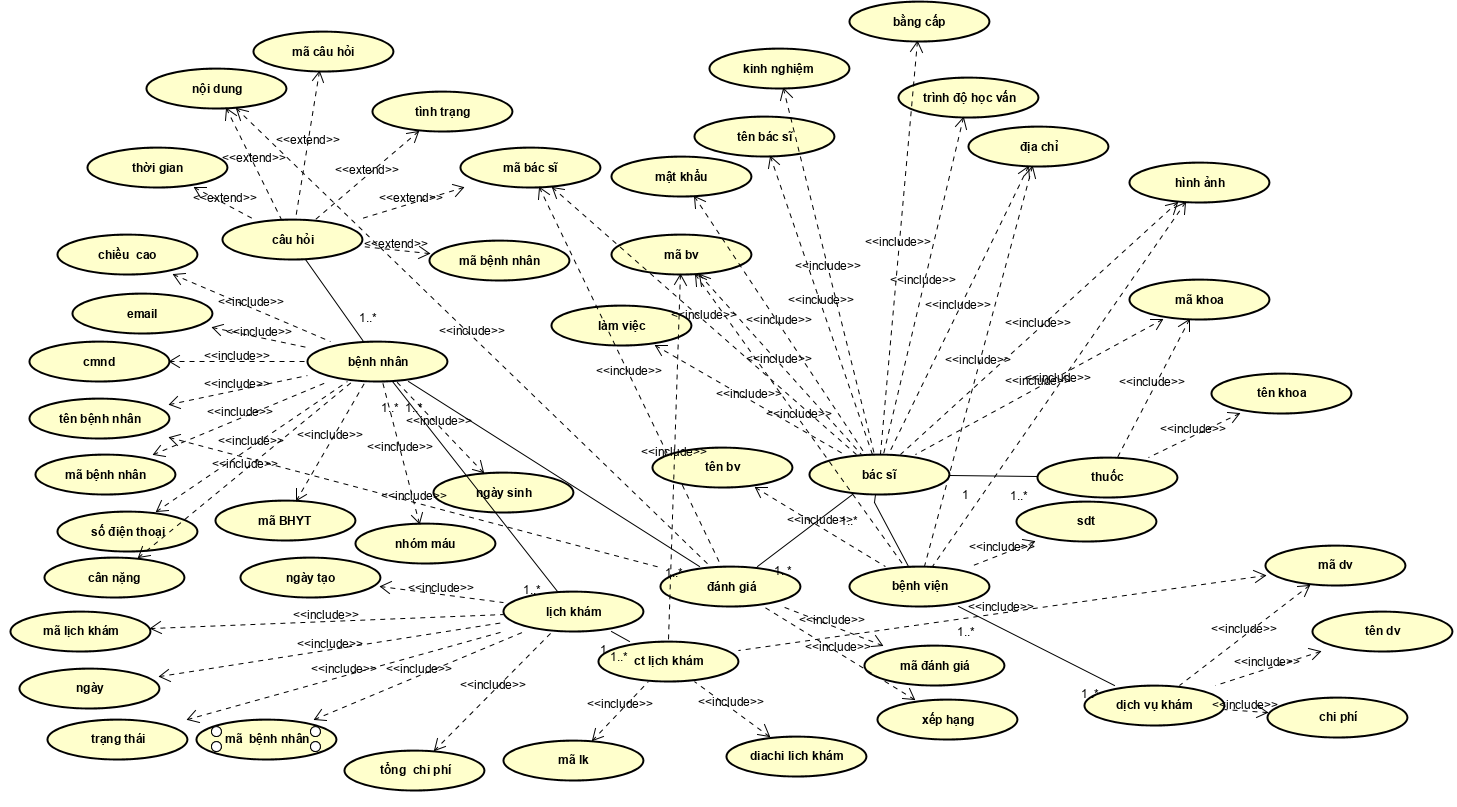 bằng cấp
mã câu hỏi
kinh nghiệm
nội dung
trình độ học vấn
tình trạng
tên bác sĩ
<<extend>>
địa chỉ
<<extend>>
thời gian
<<extend>>
mã bác sĩ
mật khẩu
hình ảnh
<<extend>>
<<extend>>
câu hỏi
<<extend>>
<<include>>
chiều cao
mã bệnh nhân
mã bv
<<include>>
<<include>>
<<include>>
mã khoa
<<include>>
email
<<include>>
<<include>>
1..*
<<include>>
<<include>>
làm việc
<<include>>
<<include>>
<<include>>
cmnd
<<include>>
bệnh nhân
<<include>>
<<include>>
<<include>>
<<include>>
<<include>>
<<include>>
<<include>>
<<include>>
tên khoa
1..*
1..*
tên bệnh nhân
<<include>>
<<include>>
<<include>>
<<include>>
<<include>>
<<include>>
<<include>>
<<include>>
<<include>>
mã bệnh nhân
tên bv
bác sĩ
thuốc
ngày sinh
<<include>>
1
1..*
số điện thoại
mã BHYT
<<include>>
1..*
sdt
nhóm máu
<<include>>
cân nặng
ngày tạo
<<include>>
1..*
1..*
1..*
đánh giá
bệnh viện
mã dv
<<include>>
lịch khám
<<include>>
<<include>>
mã lịch khám
<<include>>
<<include>>
1..*
<<include>>
tên dv
1
1..*
ct lịch khám
<<include>>
<<include>>
<<include>>
<<include>>
mã đánh giá
ngày
<<include>>
<<include>>
<<include>>
1..*
dịch vụ khám
<<include>>
chi phí
xếp hạng
trạng thái
mã bệnh nhân
tổng chi phí
mã lk
diachi lich khám